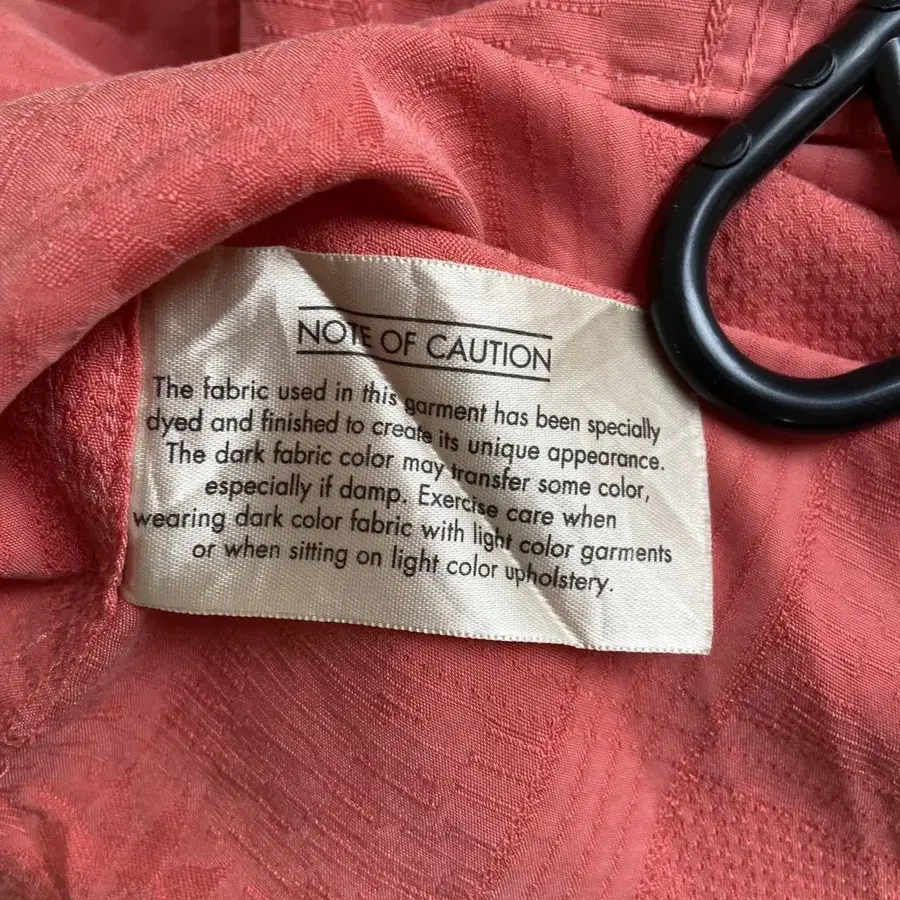 NOTE OF CAUTION
The fabric used in this garment has been specially
dyed and finished to create its unique appearance.
The dark fabric color may transfer some color,
especially if damp. Exercise care when
wearing dark color fabric with light color garments
or when sitting on light color upholstery.